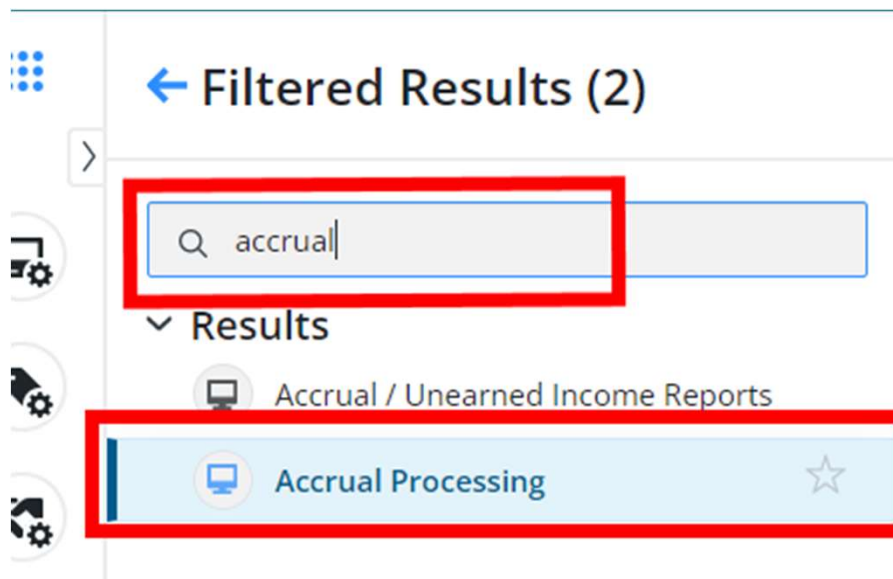 Filtered Results (2)
accrual
Results
Accrual / Unearned Income Reports
Accrual Processing